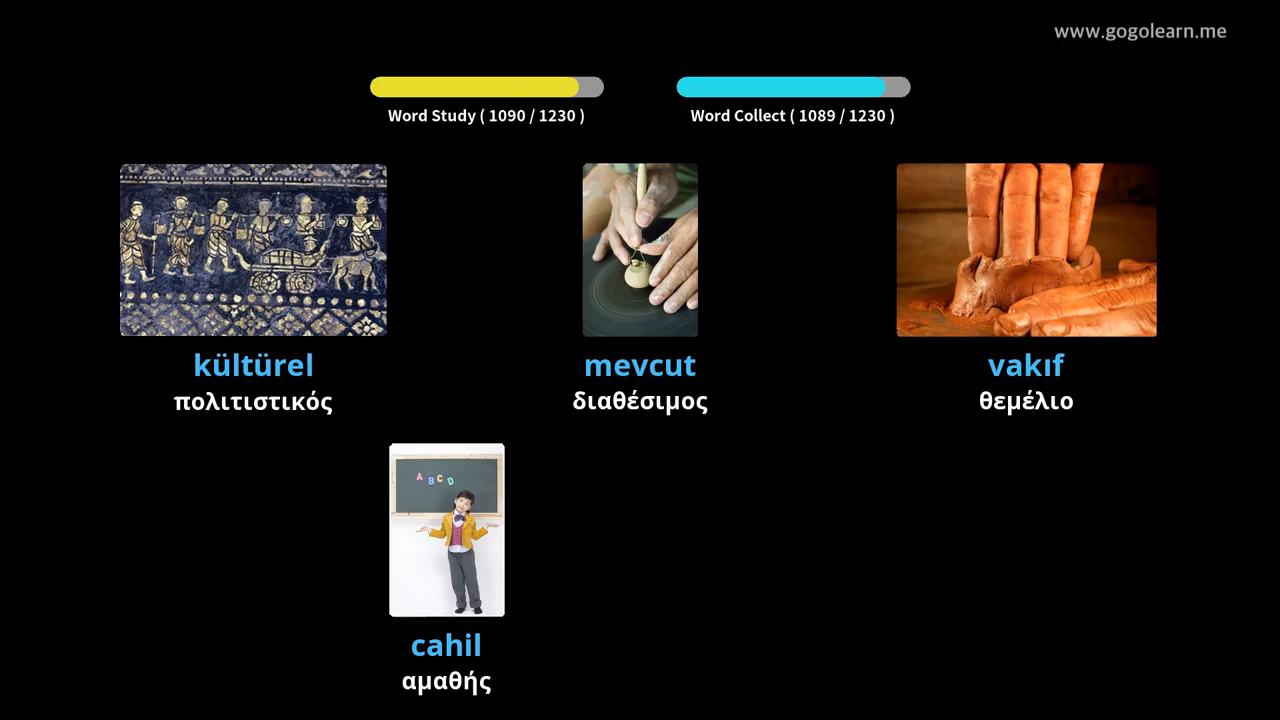 www.gogolearn.me
Word Study ( 1090 / 1230 )
Word Collect ( 1089 / 1230 )
kültürel
πολιτιστικός
mevcut
διαθέσιμος
vakıf
θεμέλιο
A B C D
cahil
αμαθής